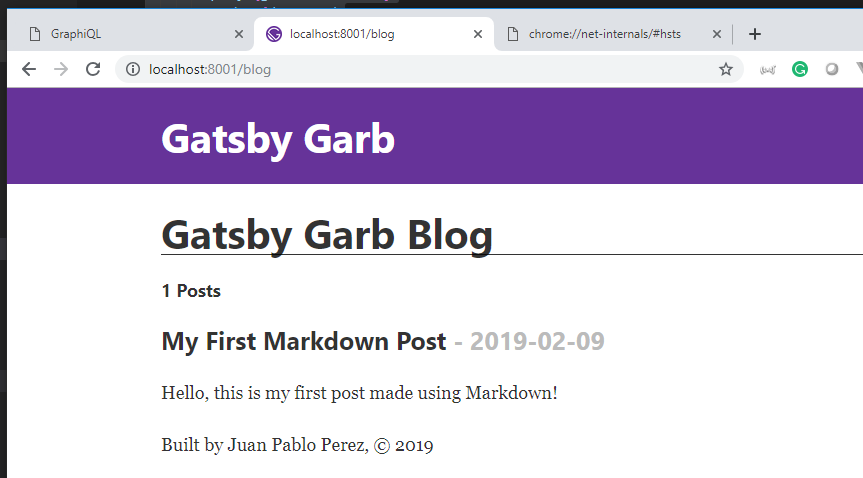 GraphiQL
localhost:8001/blog
chrome://net-internals/#hsts
localhost:8001/blog
Gatsby Garb
Gatsby Garb Blog
1 Posts
My First Markdown Post - 2019-02-09
Hello, this is my first post made using Markdown!
Built by Juan Pablo Perez, © 2019